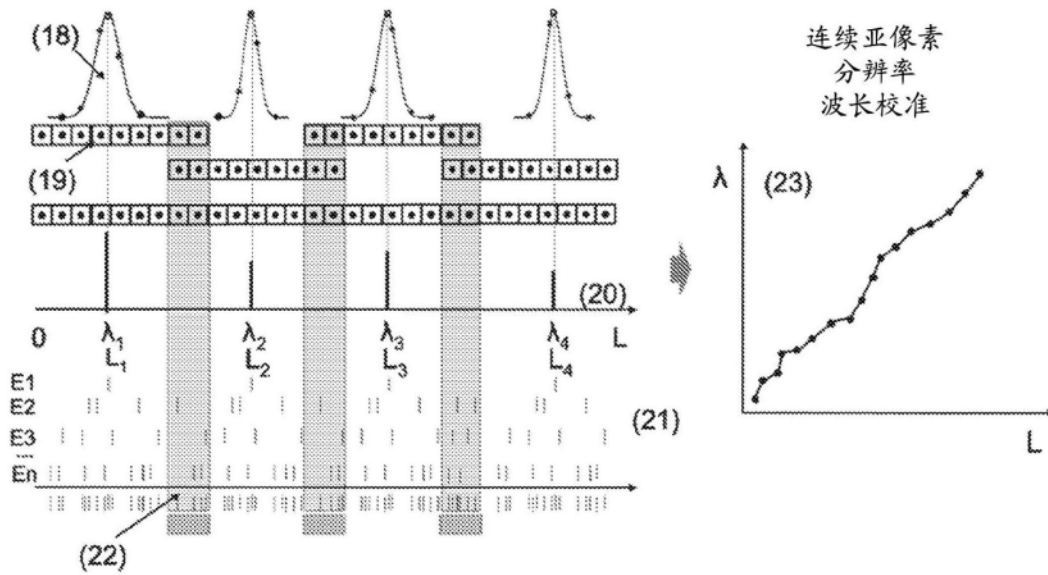 (18)
连续亚像素
分辨率
波长校准
(19)
λ (23)
(20)
0 λ₁ λ₂ λ₃ λ₄ L
L₁ L₂ L₃ L₄
E1
E2
(21)
E3
...
En
L
(22)